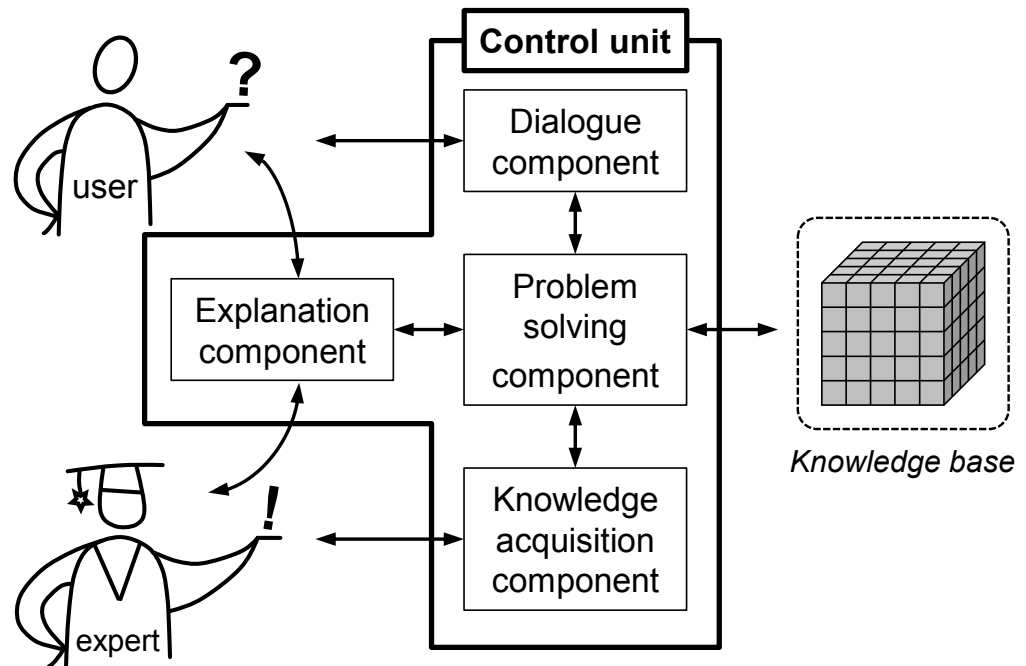 Control unit
?
user
Dialogue
component
Explanation
component
Problem
solving
component
Knowledge base
!
expert
Knowledge
acquisition
component